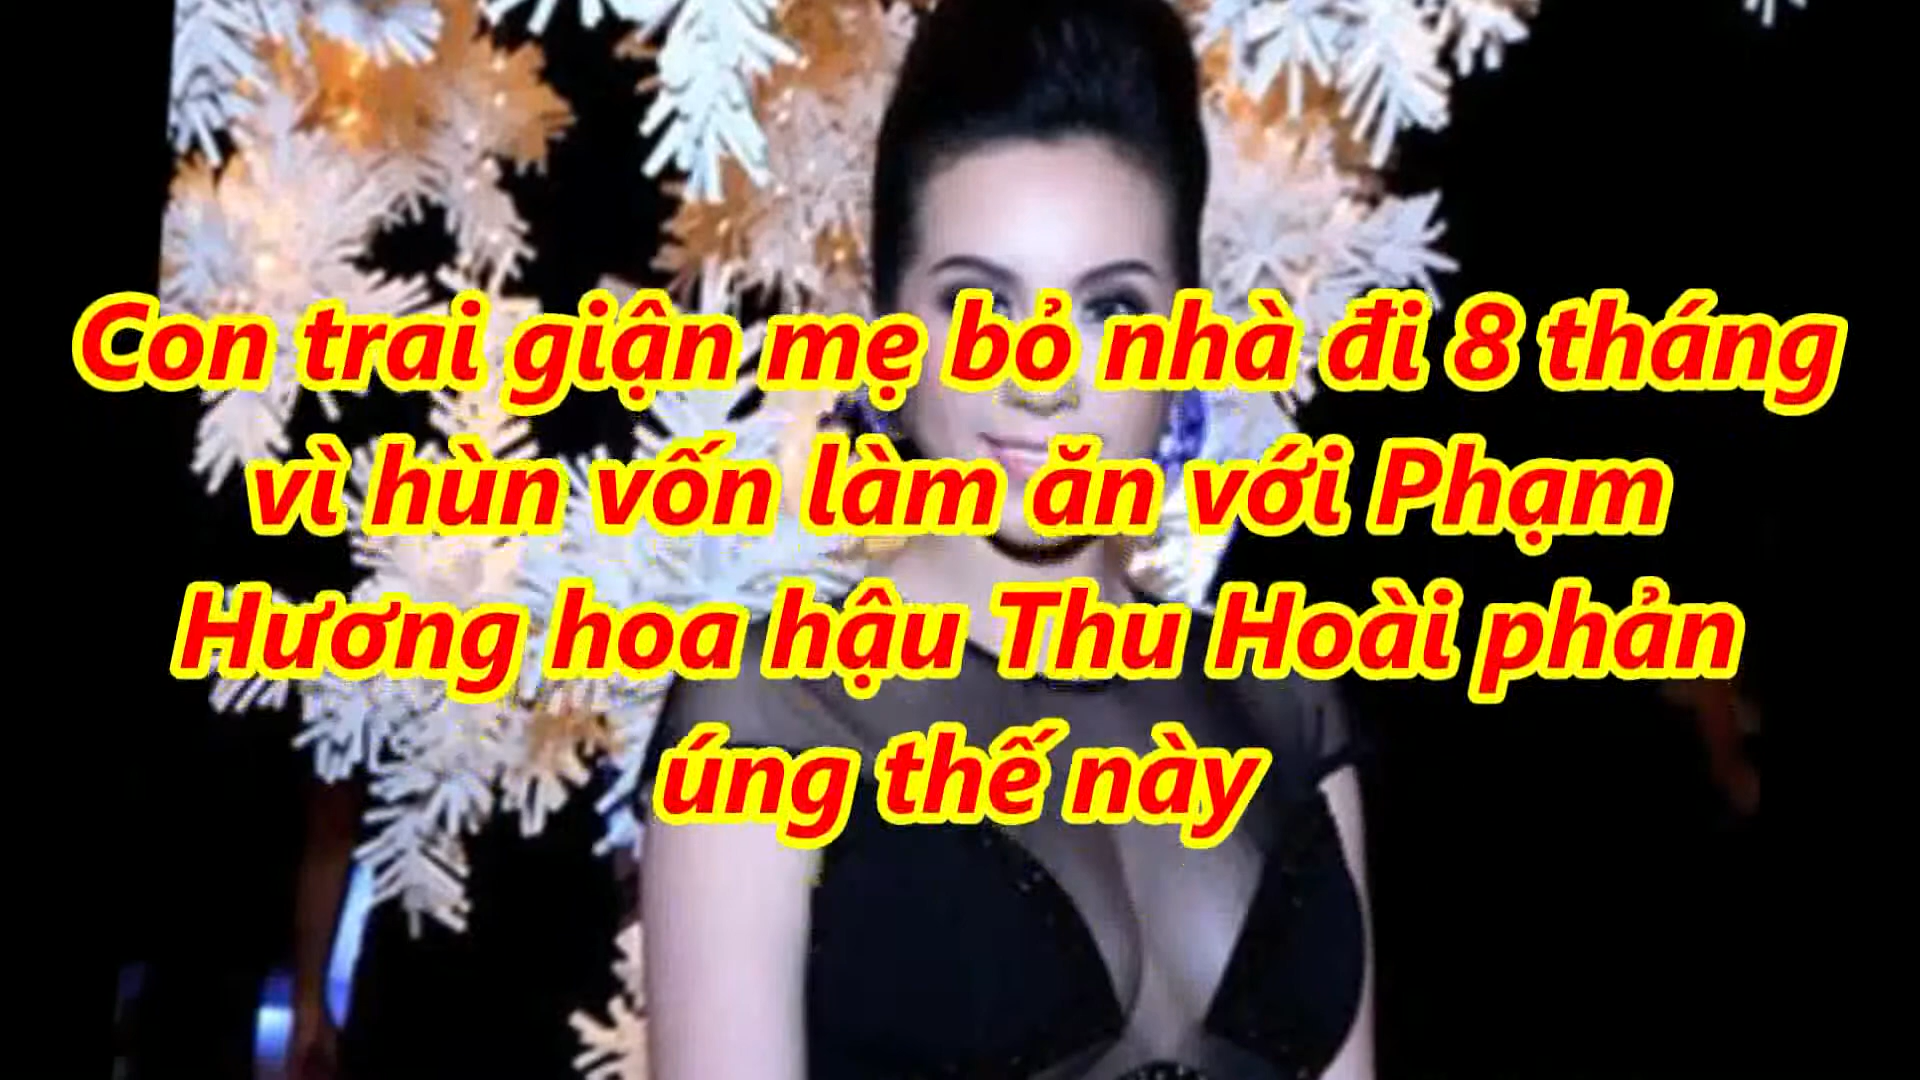 Con trai giận mẹ bỏ nhà đi 8 tháng
vì hùn vốn làm ăn với Phạm
Hương hoa hậu Thu Hoài phản
úng thế này